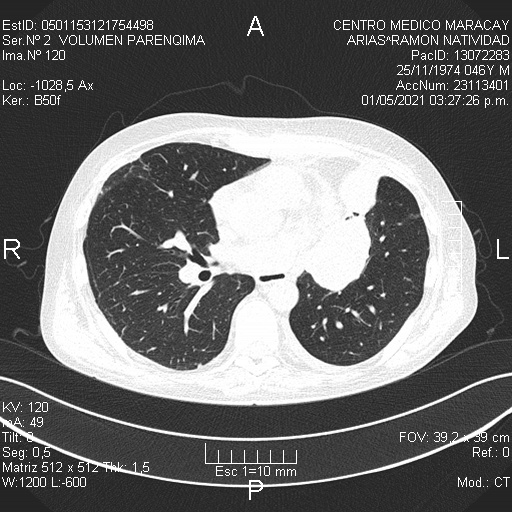 EstID: 0501153121754498
Ser.Nº 2 VOLUMEN PARENQIMA
Ima.Nº 120
Loc: -1028,5 Ax
Ker.: B50f
A
CENTRO MEDICO MARACAY
ARIAS^RAMON NATIVIDAD
PacID: 13072283
25/11/1974 046Y M
AccNum: 23113401
01/05/2021 03:27:26 p.m.
R
L
KV: 120
mA: 49
Tilt: 0
Seg: 0,5
Matriz 512 x 512 Thk: 1,5
W:1200 L:-600
Esc 1=10 mm
P
FOV: 39,2 x 39 cm
Ref.: 0
Mod.: CT